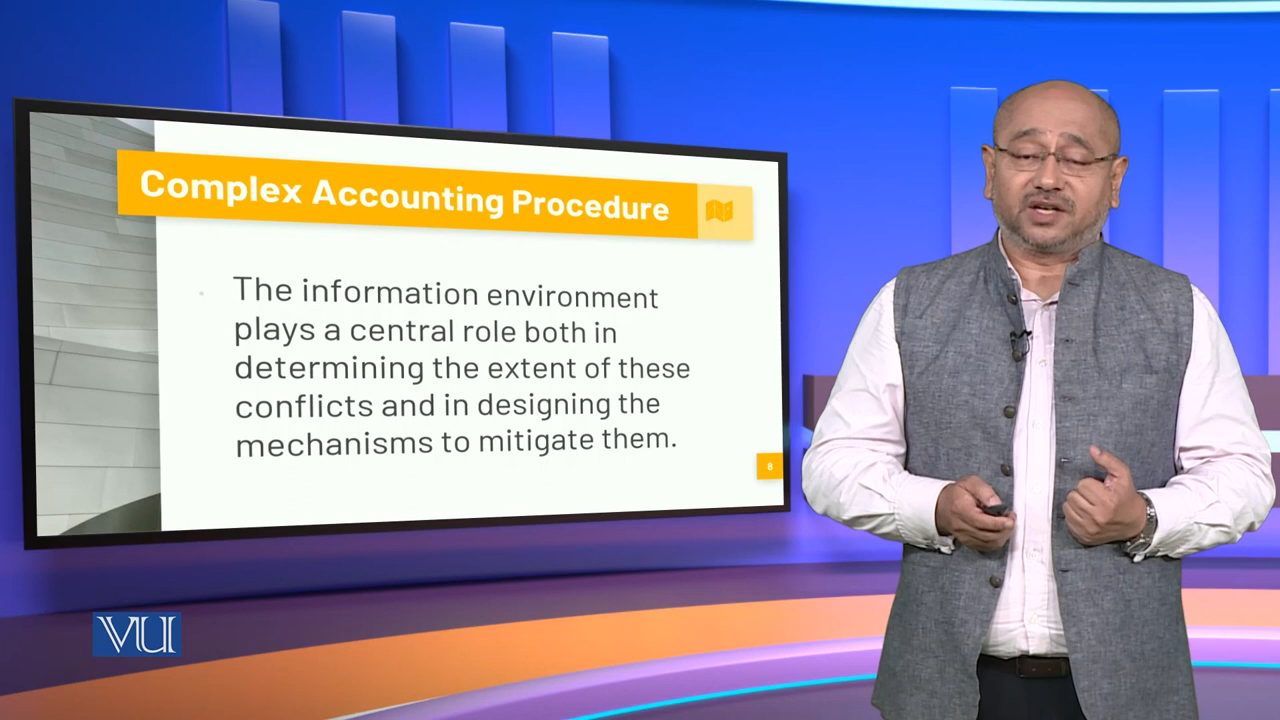 Complex Accounting Procedure
The information environment
plays a central role both in
determining the extent of these
conflicts and in designing the
mechanisms to mitigate them.
8
VU